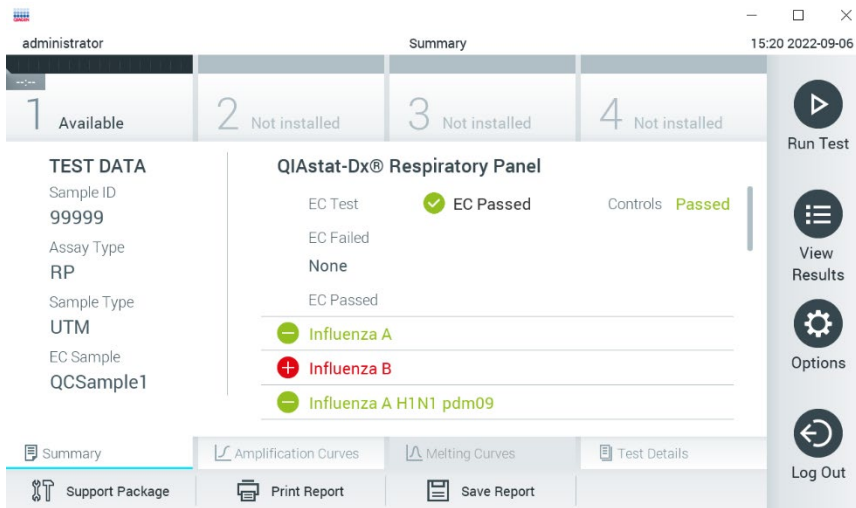 administrator
Summary
15:20 2022-09-06
--:--
1 Available
2 Not installed
3 Not installed
4 Not installed
Run Test
TEST DATA
Sample ID
99999
Assay Type
RP
Sample Type
UTM
EC Sample
QCSample1
QIAstat-Dx® Respiratory Panel
EC Test
EC Passed
Controls Passed
EC Failed
None
EC Passed
Influenza A
Influenza B
Influenza A H1N1 pdm09
View
Results
Options
Log Out
Summary
Amplification Curves
Melting Curves
Test Details
Support Package
Print Report
Save Report